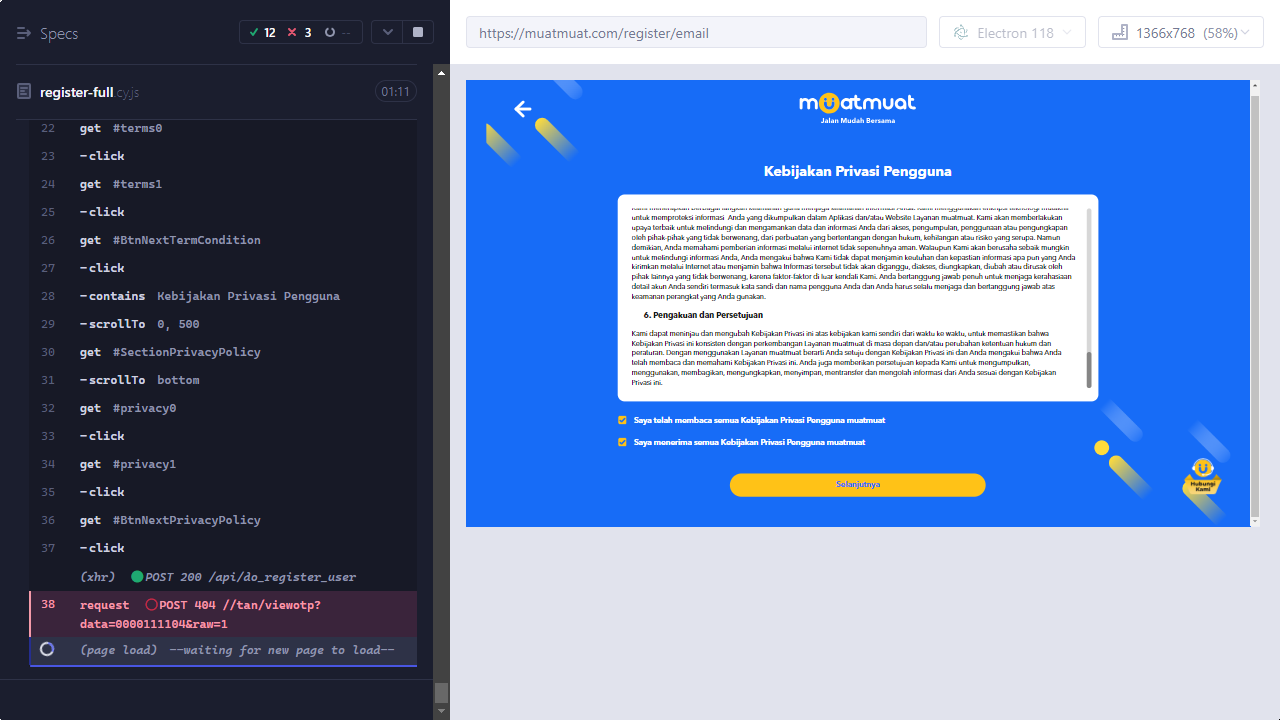 Specs
12
3
--
register-full.cy.js
01:11
22 get #terms0
23 -click
24 get #terms1
25 -click
26 get #BtnNextTermCondition
27 -click
28 -contains Kebijakan Privasi Pengguna
29 -scrollTo 0, 500
30 get #SectionPrivacyPolicy
31 -scrollTo bottom
32 get #privacy0
33 -click
34 get #privacy1
35 -click
36 get #BtnNextPrivacyPolicy
37 -click
(xhr) POST 200 /api/do_register_user
38 request POST 404 //tan/viewotp?
data=0000111104&raw=1
(page load) --waiting for new page to load--
https://muatmuat.com/register/email
Electron 118
1366x768 (58%)
muatmuat
Jalan Mudah Bersama
Kebijakan Privasi Pengguna
untuk memproteksi informasi Anda yang dikumpulkan dalam Aplikasi dan/atau Website Layanan muatmuat. Kami akan memberlakukan
upaya terbaik untuk melindungi dan mengamankan data dan informasi Anda dari akses, pengumpulan, penggunaan atau pengungkapan
oleh pihak-pihak yang tidak berwenang, dari perbuatan yang bertentangan dengan hukum, kehilangan atau risiko yang serupa. Namun
demikian, Anda memahami pemberian informasi melalui internet tidak sepenuhnya aman. Walaupun Kami akan berusaha sebaik mungkin
untuk melindungi informasi Anda, Anda mengakui bahwa Kami tidak dapat menjamin keutuhan dan kepastian informasi apa pun yang Anda
kirimkan melalui Internet atau menjamin bahwa Informasi tersebut tidak akan diganggu, diakses, diungkapkan, diubah atau dirusak oleh
pihak lainnya yang tidak berwenang, karena faktor-faktor di luar kendali Kami. Anda bertanggung jawab penuh untuk menjaga kerahasiaan
detail akun Anda sendiri termasuk kata sandi dan nama pengguna Anda dan Anda harus selalu menjaga dan bertanggung jawab atas
keamanan perangkat yang Anda gunakan.
6. Pengakuan dan Persetujuan
Kami dapat meninjau dan mengubah Kebijakan Privasi ini atas kebijakan kami sendiri dari waktu ke waktu, untuk memastikan bahwa
Kebijakan Privasi ini konsisten dengan perkembangan Layanan muatmuat di masa depan dan/atau perubahan ketentuan hukum dan
peraturan. Dengan menggunakan Layanan muatmuat berarti Anda setuju dengan Kebijakan Privasi ini dan Anda mengakui bahwa Anda
telah membaca dan memahami Kebijakan Privasi ini. Anda juga memberikan persetujuan kepada Kami untuk mengumpulkan,
menggunakan, membagikan, mengungkapkan, menyimpan, mentransfer dan mengolah informasi dari Anda sesuai dengan Kebijakan
Privasi ini.
Saya telah membaca semua Kebijakan Privasi Pengguna muatmuat
Saya menerima semua Kebijakan Privasi Pengguna muatmuat
Selanjutnya
Hubungi
Kami